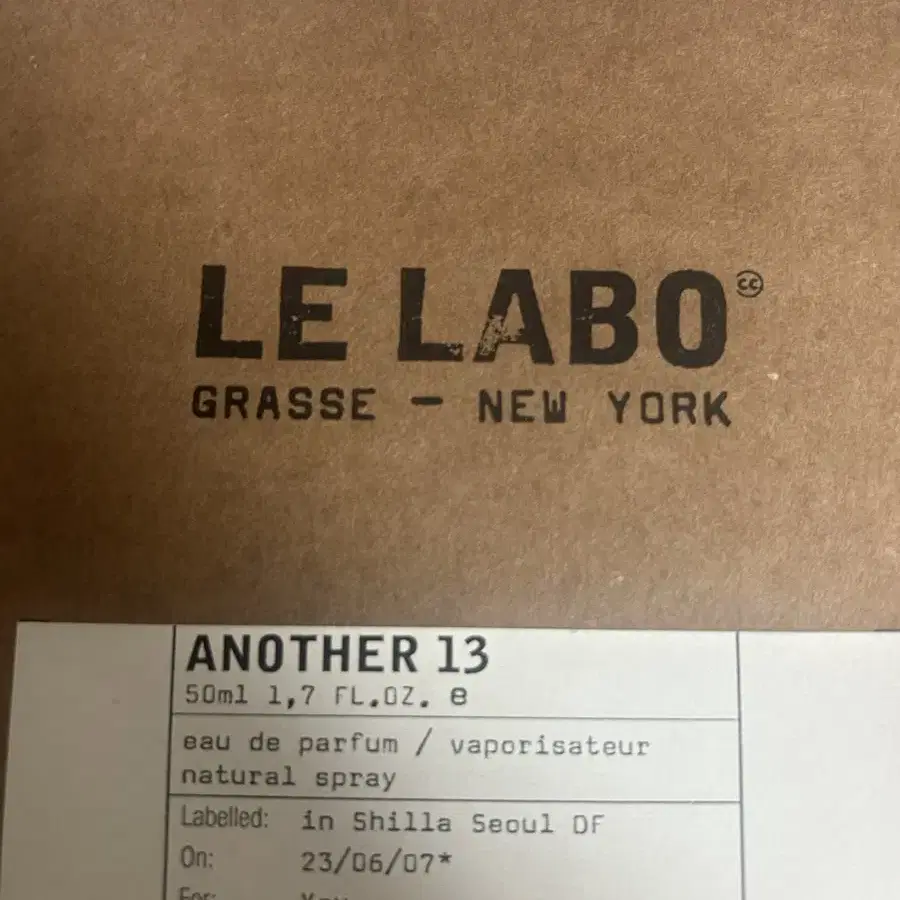 LE LABO
GRASSE — NEW YORK
ANOTHER 13
50ml 1,7 FL.OZ. e
eau de parfum / vaporisateur
natural spray
Labelled: in Shilla Seoul DF
On: 23/06/07*
For: